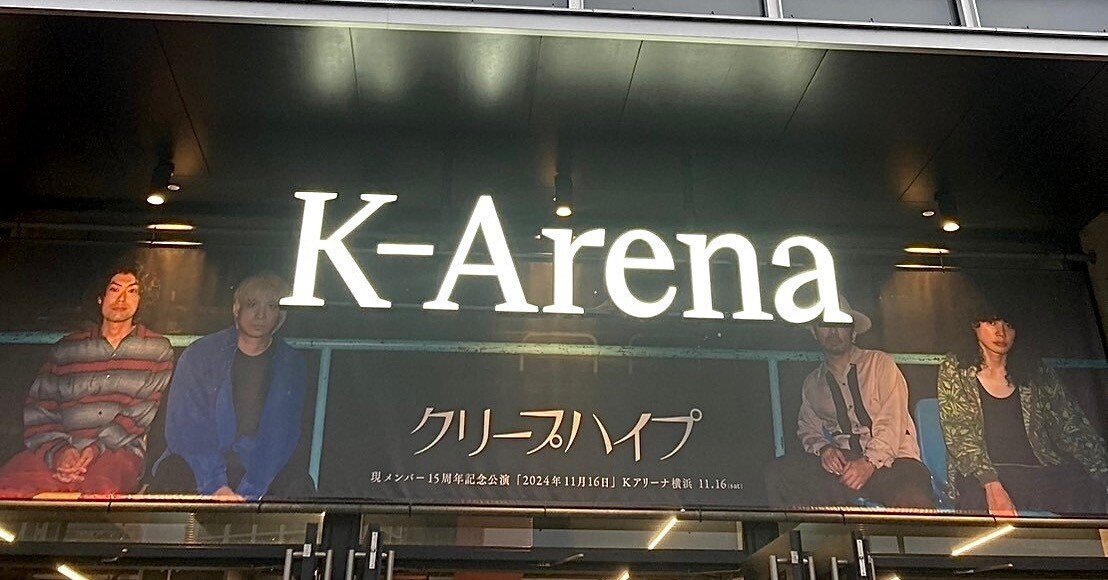 K-Arena
クリープハイプ
現メンバー15周年記念公演「2024年11月16日」Kアリーナ横浜 11.16(sat)